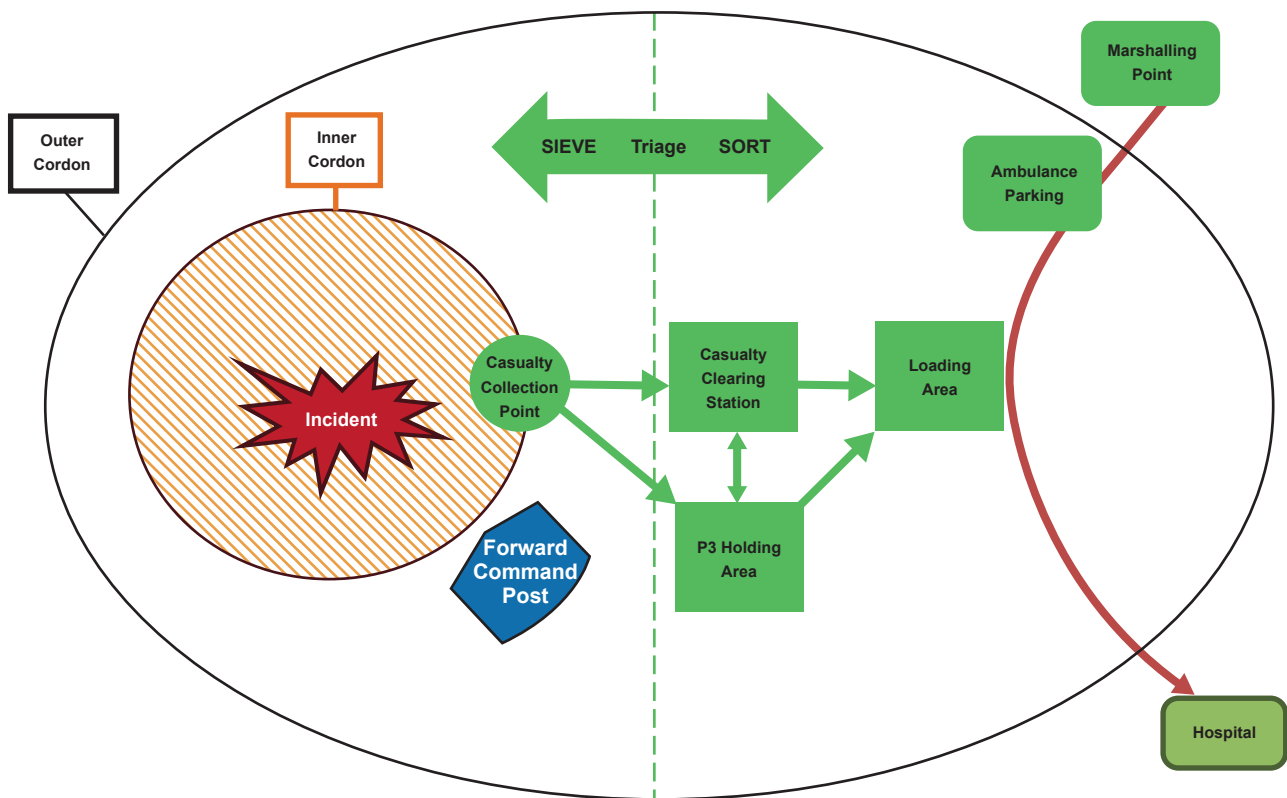 Marshalling
Point
Outer
Cordon
Inner
Cordon
SIEVE Triage SORT
Ambulance
Parking
Casualty
Collection
Point
Casualty
Clearing
Station
Loading
Area
Incident
Forward
Command
Post
P3 Holding
Area
Hospital